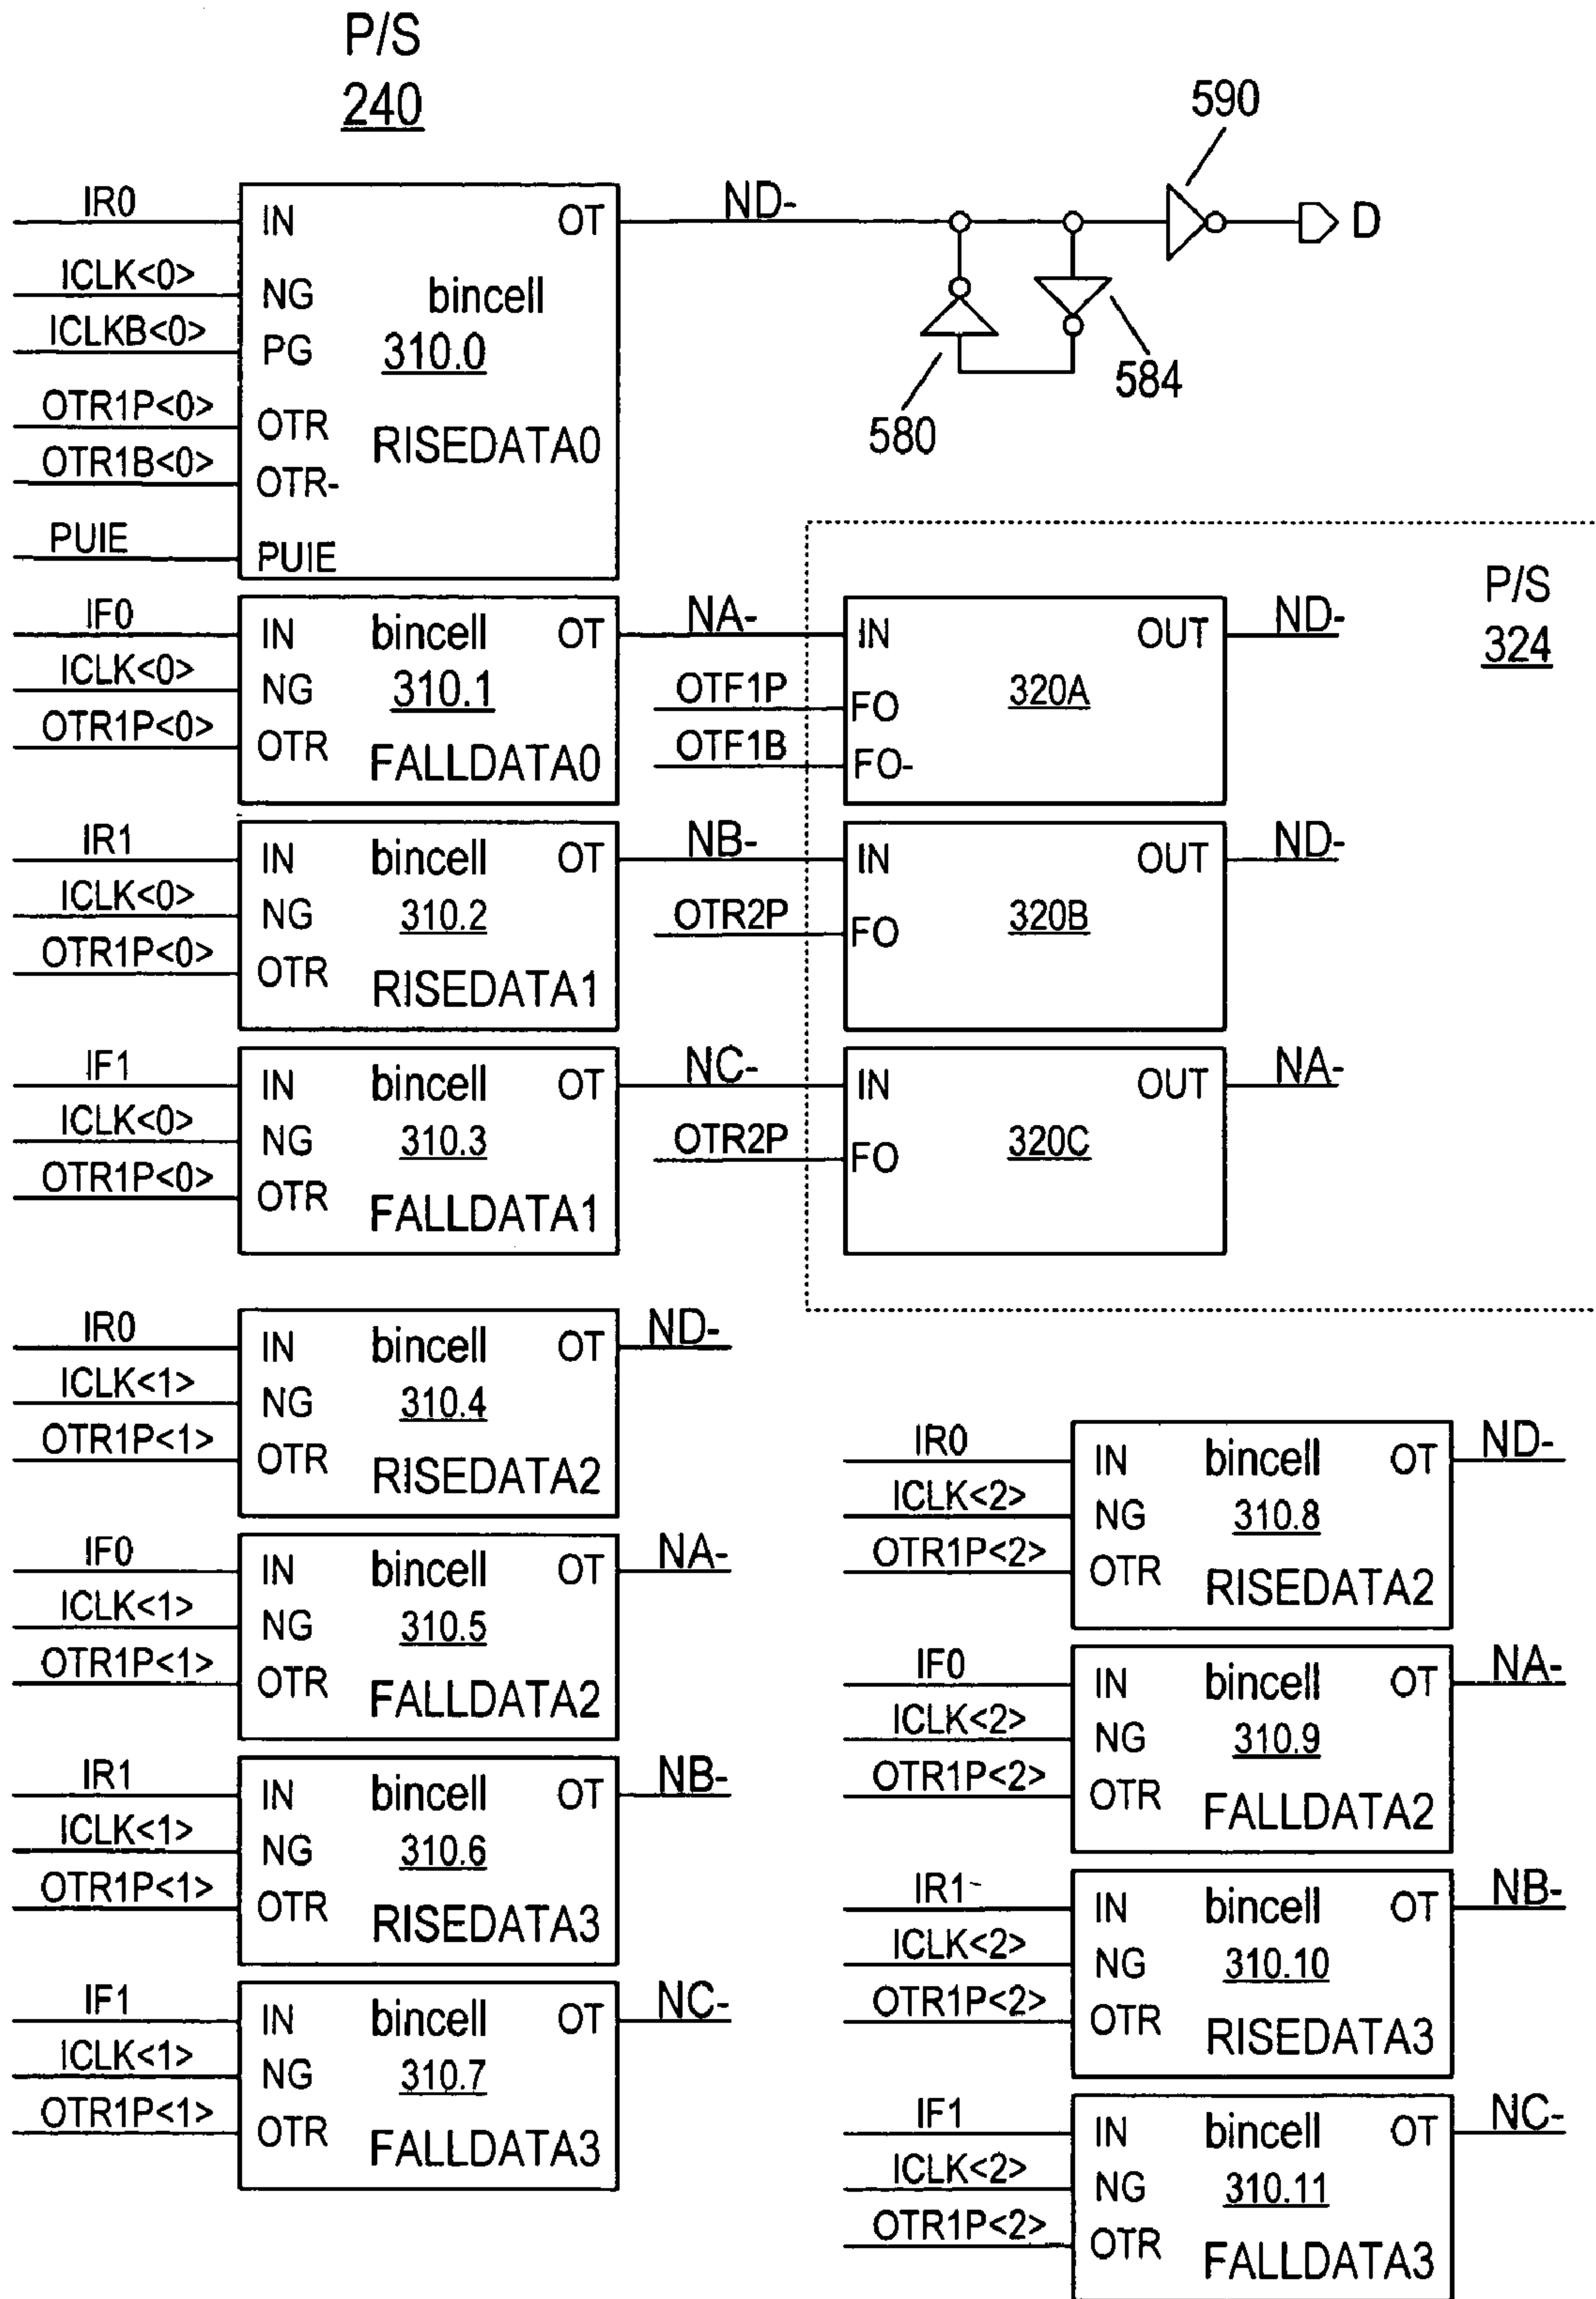 P/S
240
590
IR0
IN
OT
ND-
D
ICLK<0>
NG
bincell
ICLKB<0>
PG
310.0
584
OTR1P<0>
OTR
RISEDATA0
580
OTR1B<0>
OTR-
PUIE
PUIE
IF0
IN
bincell
OT
NA-
ICLK<0>
NG
310.1
OTR1P<0>
OTR
FALLDATA0
IN
OUT
ND-
OTF1P
FO
320A
OTF1B
FO-
P/S
324
IR1
IN
bincell
OT
NB-
ICLK<0>
NG
310.2
OTR1P<0>
OTR
RISEDATA1
IN
OUT
ND-
OTR2P
FO
320B
IF1
IN
bincell
OT
NC-
ICLK<0>
NG
310.3
OTR1P<0>
OTR
FALLDATA1
IN
OUT
NA-
OTR2P
FO
320C
IR0
IN
bincell
OT
ND-
ICLK<1>
NG
310.4
OTR1P<1>
OTR
RISEDATA2
IF0
IN
bincell
OT
NA-
ICLK<1>
NG
310.5
OTR1P<1>
OTR
FALLDATA2
IR1
IN
bincell
OT
NB-
ICLK<1>
NG
310.6
OTR1P<1>
OTR
RISEDATA3
IF1
IN
bincell
OT
NC-
ICLK<1>
NG
310.7
OTR1P<1>
OTR
FALLDATA3
IR0
IN
bincell
OT
ND-
ICLK<2>
NG
310.8
OTR1P<2>
OTR
RISEDATA2
IF0
IN
bincell
OT
NA-
ICLK<2>
NG
310.9
OTR1P<2>
OTR
FALLDATA2
IR1
IN
bincell
OT
NB-
ICLK<2>
NG
310.10
OTR1P<2>
OTR
RISEDATA3
IF1
IN
bincell
OT
NC-
ICLK<2>
NG
310.11
OTR1P<2>
OTR
FALLDATA3